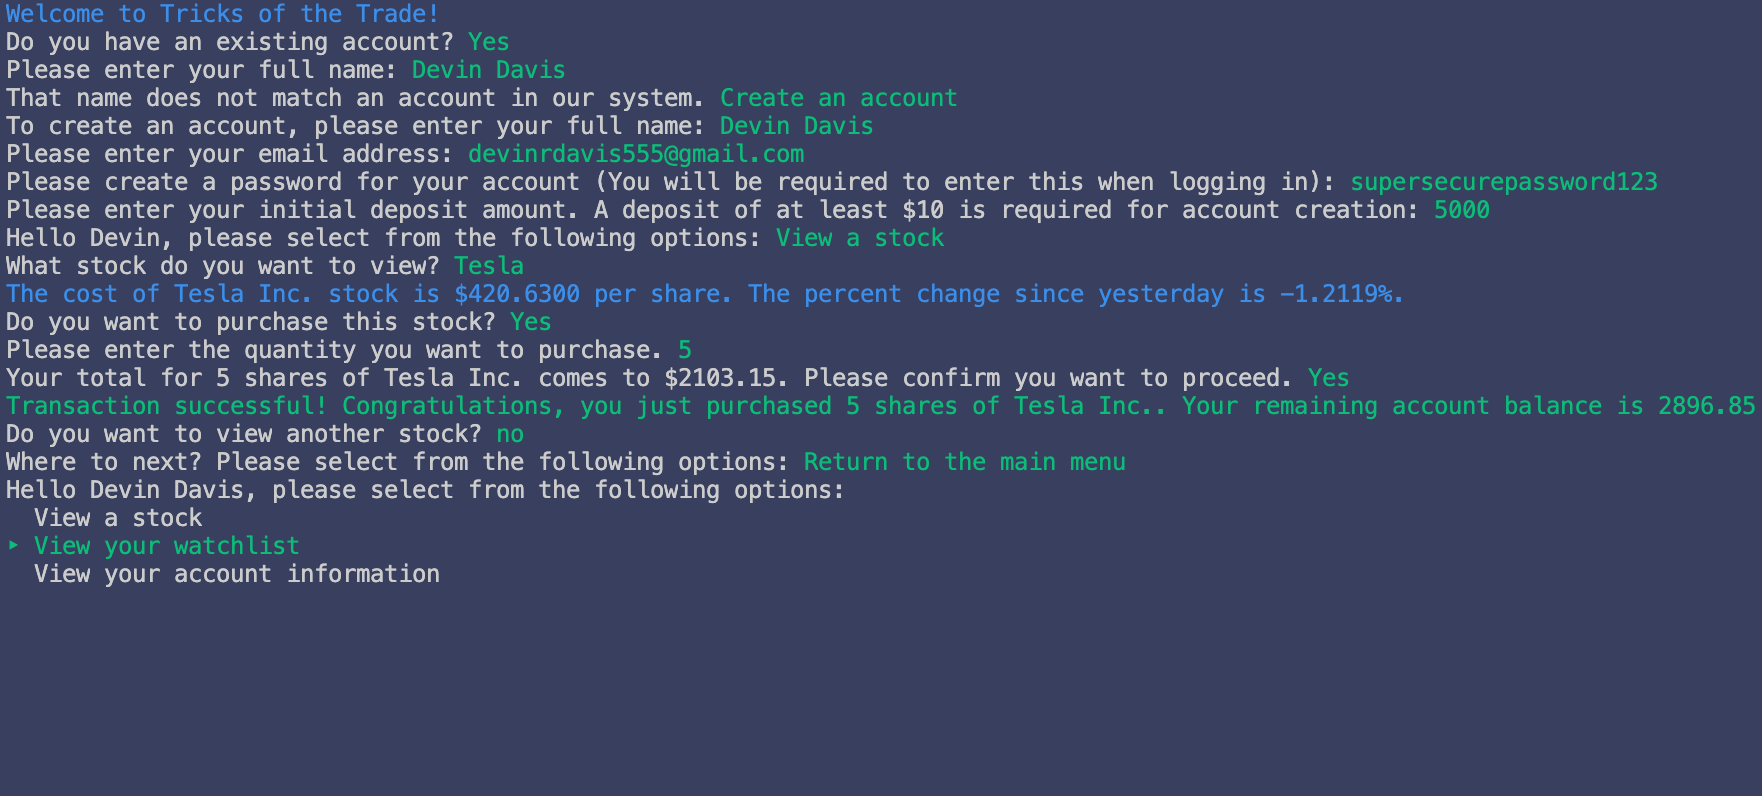 Welcome to Tricks of the Trade!
Do you have an existing account? Yes
Please enter your full name: Devin Davis
That name does not match an account in our system. Create an account
To create an account, please enter your full name: Devin Davis
Please enter your email address: devinrdavis555@gmail.com
Please create a password for your account (You will be required to enter this when logging in): supersecurepassword123
Please enter your initial deposit amount. A deposit of at least $10 is required for account creation: 5000
Hello Devin, please select from the following options: View a stock
What stock do you want to view? Tesla
The cost of Tesla Inc. stock is $420.6300 per share. The percent change since yesterday is -1.2119%.
Do you want to purchase this stock? Yes
Please enter the quantity you want to purchase. 5
Your total for 5 shares of Tesla Inc. comes to $2103.15. Please confirm you want to proceed. Yes
Transaction successful! Congratulations, you just purchased 5 shares of Tesla Inc.. Your remaining account balance is 2896.85
Do you want to view another stock? no
Where to next? Please select from the following options: Return to the main menu
Hello Devin Davis, please select from the following options:
View a stock
‣ View your watchlist
View your account information